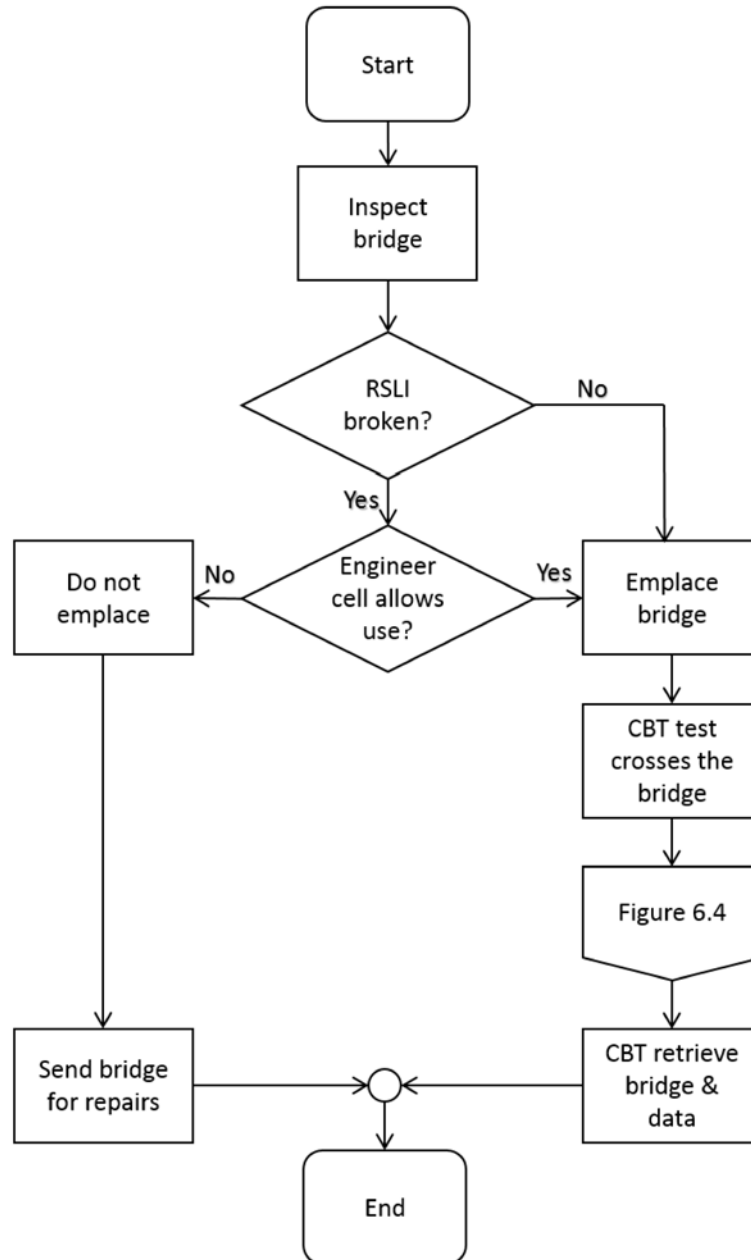 Start
Inspect
bridge
RSLI
broken?
No
Yes
Do not
emplace
No
Engineer
cell allows
use?
Yes
Emplace
bridge
CBT test
crosses the
bridge
Figure 6.4
Send bridge
for repairs
CBT retrieve
bridge &
data
End